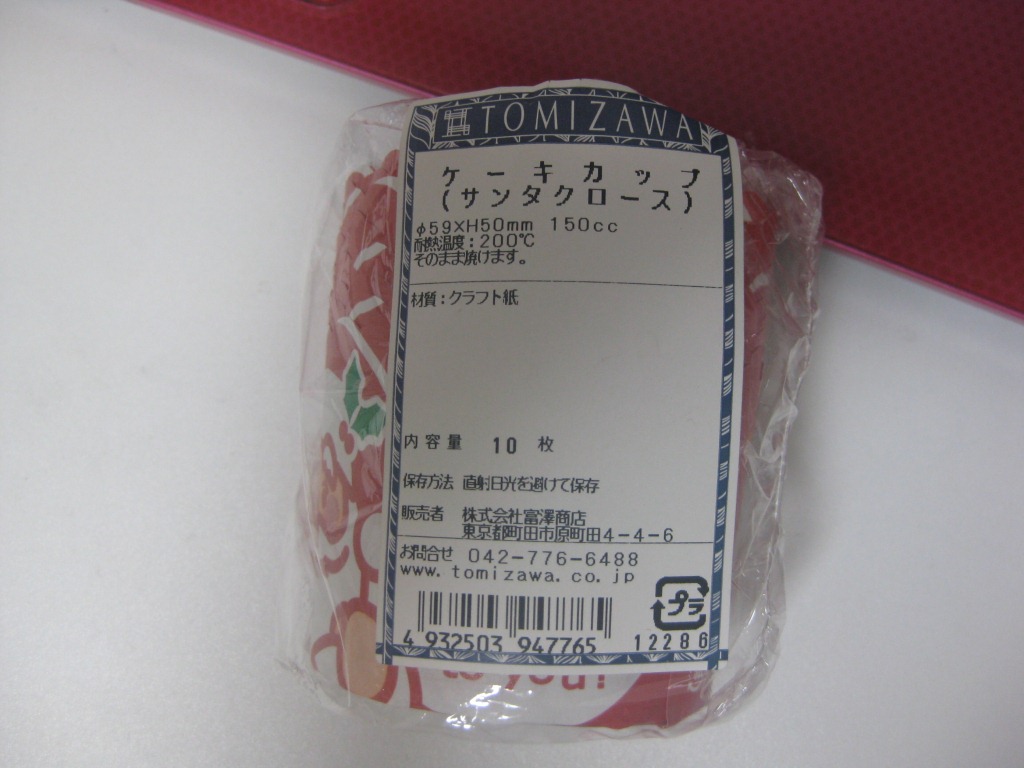 TOMIZAWA
ケーキカップ
(サンタクロース)
φ59×H50mm 150cc
耐熱温度:200℃
そのまま焼けます。
材質:クラフト紙
内容量 10 枚
保存方法 直射日光を避けて保存
販売者 株式会社富澤商店
東京都町田市原町田4-4-6
お問合せ 042-776-6488
www.tomizawa.co.jp
プラ
4 932503 947765
12286
to you!